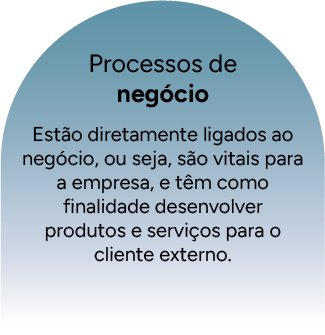 Processos de
negócio
Estão diretamente ligados ao
negócio, ou seja, são vitais para
a empresa, e têm como
finalidade desenvolver
produtos e serviços para o
cliente externo.